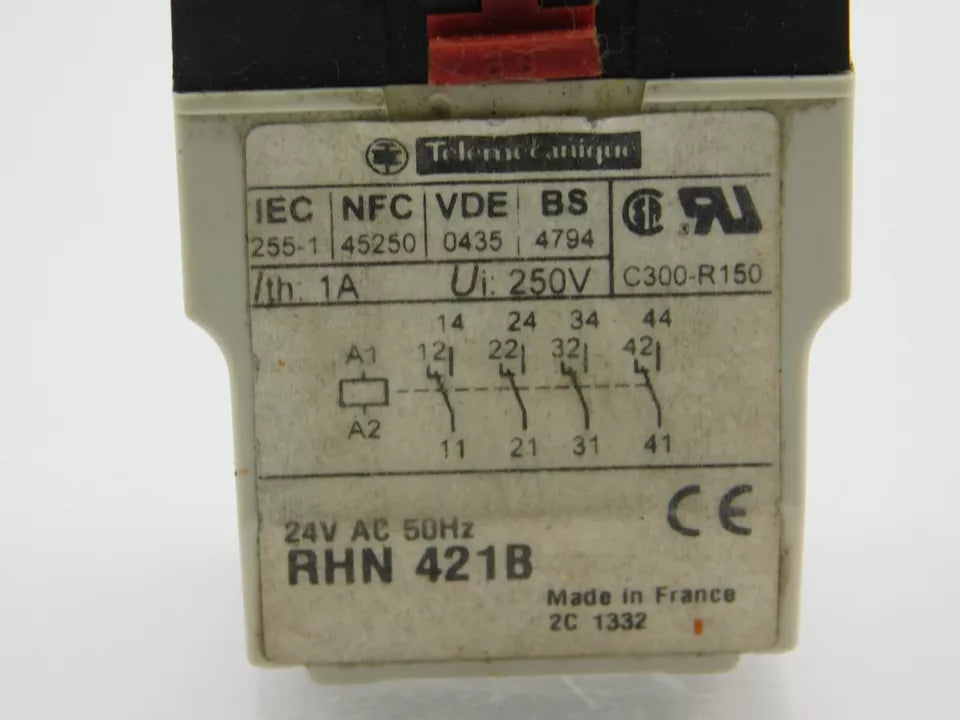 Telemecanique
IEC NFC VDE BS
255-1 45250 0435 4794
Ith: 1A Ui: 250V C300-R150
14 24 34 44
A1 12 22 32 42
A2 11 21 31 41
CE
24V AC 50Hz
RHN 421B
Made in France
2C 1332